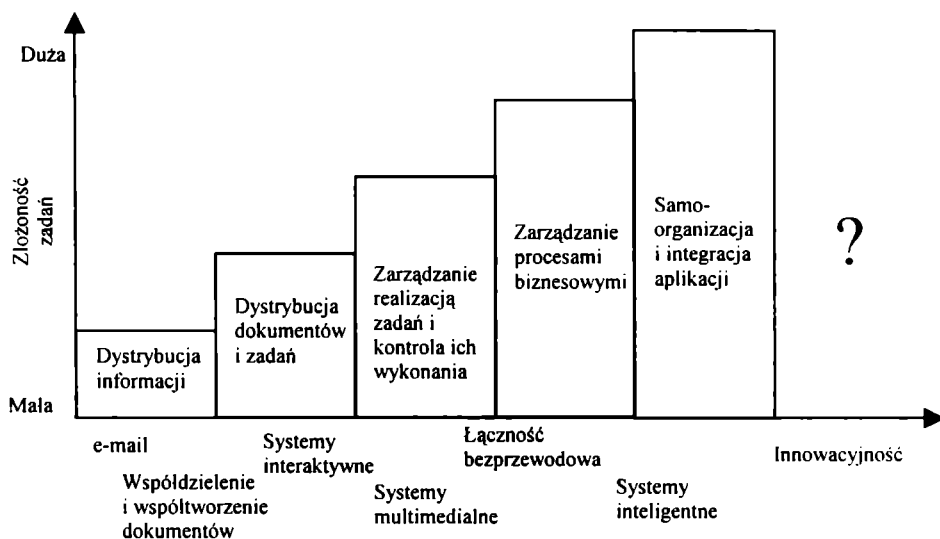 Duża
Złożoność
zadań
Mała
Dystrybucja
informacji
Dystrybucja
dokumentów
i zadań
Zarządzanie
realizacją
zadań i
kontrola ich
wykonania
Zarządzanie
procesami
biznesowymi
Samo-
organizacja
i integracja
aplikacji
?
e-mail
Współdzielenie
i współtworzenie
dokumentów
Systemy
interaktywne
Systemy
multimedialne
Łączność
bezprzewodowa
Systemy
inteligentne
Innowacyjność